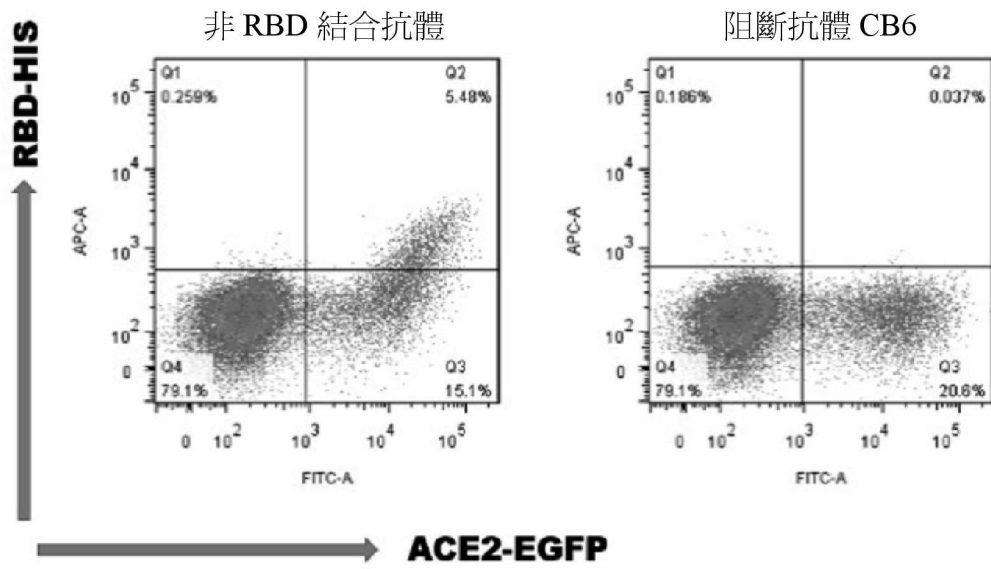 非 RBD 結合抗體
阻斷抗體 CB6
RBD-HIS
APC-A
Q1
0.259%
Q2
5.48%
10^5
10^4
10^3
10^2
0
Q4
79.1%
Q3
15.1%
0 10^2 10^3 10^4 10^5
FITC-A
APC-A
Q1
0.186%
Q2
0.037%
10^5
10^4
10^3
10^2
0
Q4
79.1%
Q3
20.6%
0 10^2 10^3 10^4 10^5
FITC-A
ACE2-EGFP